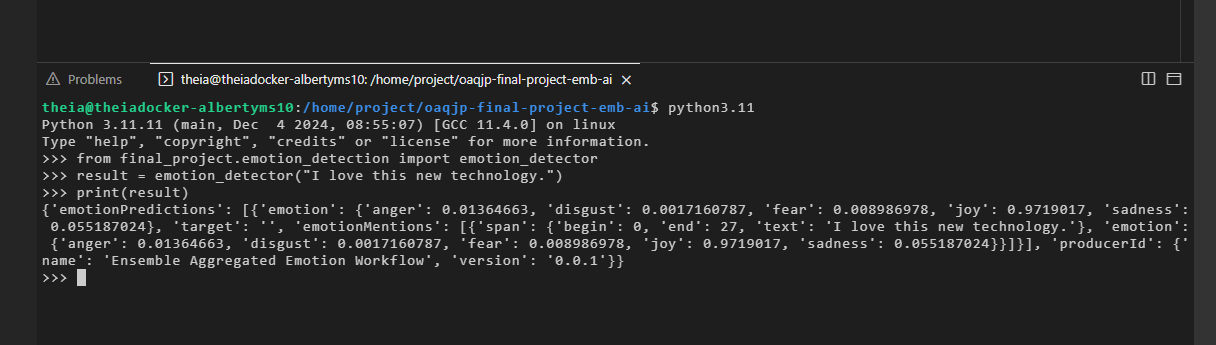 Problems
theia@theiadocker-albertyms10: /home/project/oaqjp-final-project-emb-ai
theia@theiadocker-albertyms10:/home/project/oaqjp-final-project-emb-ai$ python3.11
Python 3.11.11 (main, Dec  4 2024, 08:55:07) [GCC 11.4.0] on linux
Type "help", "copyright", "credits" or "license" for more information.
>>> from final_project.emotion_detection import emotion_detector
>>> result = emotion_detector("I love this new technology.")
>>> print(result)
{'emotionPredictions': [{'emotion': {'anger': 0.01364663, 'disgust': 0.0017160787, 'fear': 0.008986978, 'joy': 0.9719017, 'sadness':
 0.055187024}, 'target': '', 'emotionMentions': [{'span': {'begin': 0, 'end': 27, 'text': 'I love this new technology.'}, 'emotion':
 {'anger': 0.01364663, 'disgust': 0.0017160787, 'fear': 0.008986978, 'joy': 0.9719017, 'sadness': 0.055187024}}]}], 'producerId': {'
name': 'Ensemble Aggregated Emotion Workflow', 'version': '0.0.1'}}
>>>